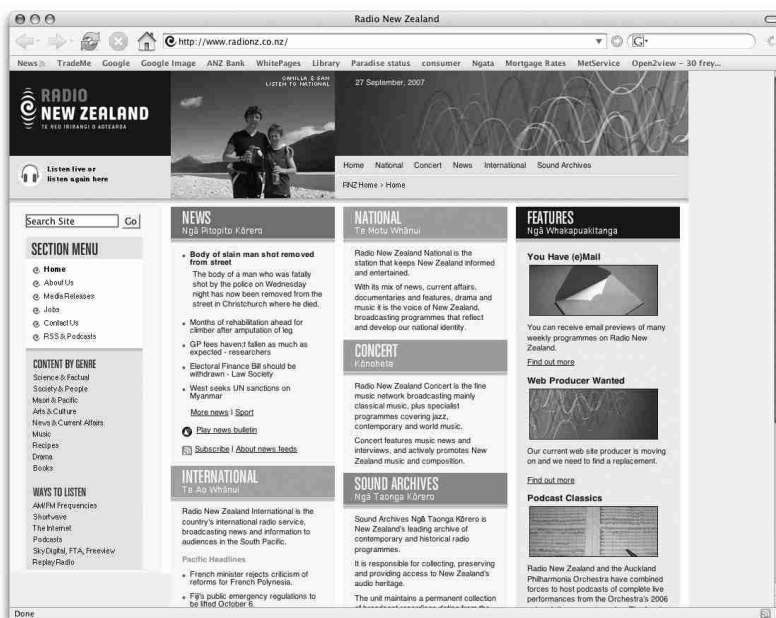 Radio New Zealand
http://www.radionz.co.nz/
G
News
TradeMe
Google
Google Image
ANZ Bank
WhitePages
Library
Paradise status
consumer
Ngata
Mortgage Rates
MetService
Open2view – 30 frey...
RADIO
NEW ZEALAND
TE REO IRIRANGI O AOTEAROA
CAMILLA & SAM
LISTEN TO NATIONAL
27 September, 2007
Listen live or
listen again here
Home
National
Concert
News
International
Sound Archives
RNZ Home > Home
Search Site
Go
SECTION MENU
Home
About Us
Media Releases
Jobs
Contact Us
RSS & Podcasts
CONTENT BY GENRE
Science & Factual
Society & People
Maori & Pacific
Arts & Culture
News & Current Affairs
Music
Recipes
Drama
Books
WAYS TO LISTEN
AM/FM Frequencies
Shortwave
The Internet
Podcasts
Sky Digital, FTA, Freeview
Replay Radio
NEWS
Ngā Pitopito Kōrero
Body of slain man shot removed
from street
The body of a man who was fatally
shot by the police on Wednesday
night has now been removed from the
street in Christchurch where he died.
Months of rehabilitation ahead for
climber after amputation of leg
GP fees haven;t fallen as much as
expected - researchers
Electoral Finance Bill should be
withdrawn - Law Society
West seeks UN sanctions on
Myanmar
More news | Sport
Play news bulletin
Subscribe | About news feeds
INTERNATIONAL
Te Ao Whānui
Radio New Zealand International is the
country's international radio service,
broadcasting news and information to
audiences in the South Pacific.
Pacific Headlines
French minister rejects criticism of
reforms for French Polynesia.
Fiji's public emergency regulations to
be lifted October 6.
NATIONAL
Te Motu Whānui
Radio New Zealand National is the
station that keeps New Zealand informed
and entertained.
With its mix of news, current affairs,
documentaries and features, drama and
music it is the voice of New Zealand,
broadcasting programmes that reflect
and develop our national identity.
CONCERT
Kōnohete
Radio New Zealand Concert is the fine
music network broadcasting mainly
classical music, plus specialist
programmes covering jazz,
contemporary and world music.
Concert features music news and
interviews, and actively promotes New
Zealand music and composition.
SOUND ARCHIVES
Ngā Taonga Kōrero
Sound Archives Ngā Taonga Kōrero is
New Zealand's leading archive of
contemporary and historical radio
programmes.
It is responsible for collecting, preserving
and providing access to New Zealand's
audio heritage.
The unit maintains a permanent collection
of broadcast recordings dating from the
FEATURES
Ngā Whakapuakitanga
You Have (e)Mail
You can receive email previews of many
weekly programmes on Radio New
Zealand.
Find out more
Web Producer Wanted
Our current web site producer is moving
on and we need to find a replacement.
Find out more
Podcast Classics
Radio New Zealand and the Auckland
Philharmonia Orchestra have combined
forces to host podcasts of complete live
performances from the Orchestra's 2006
Done